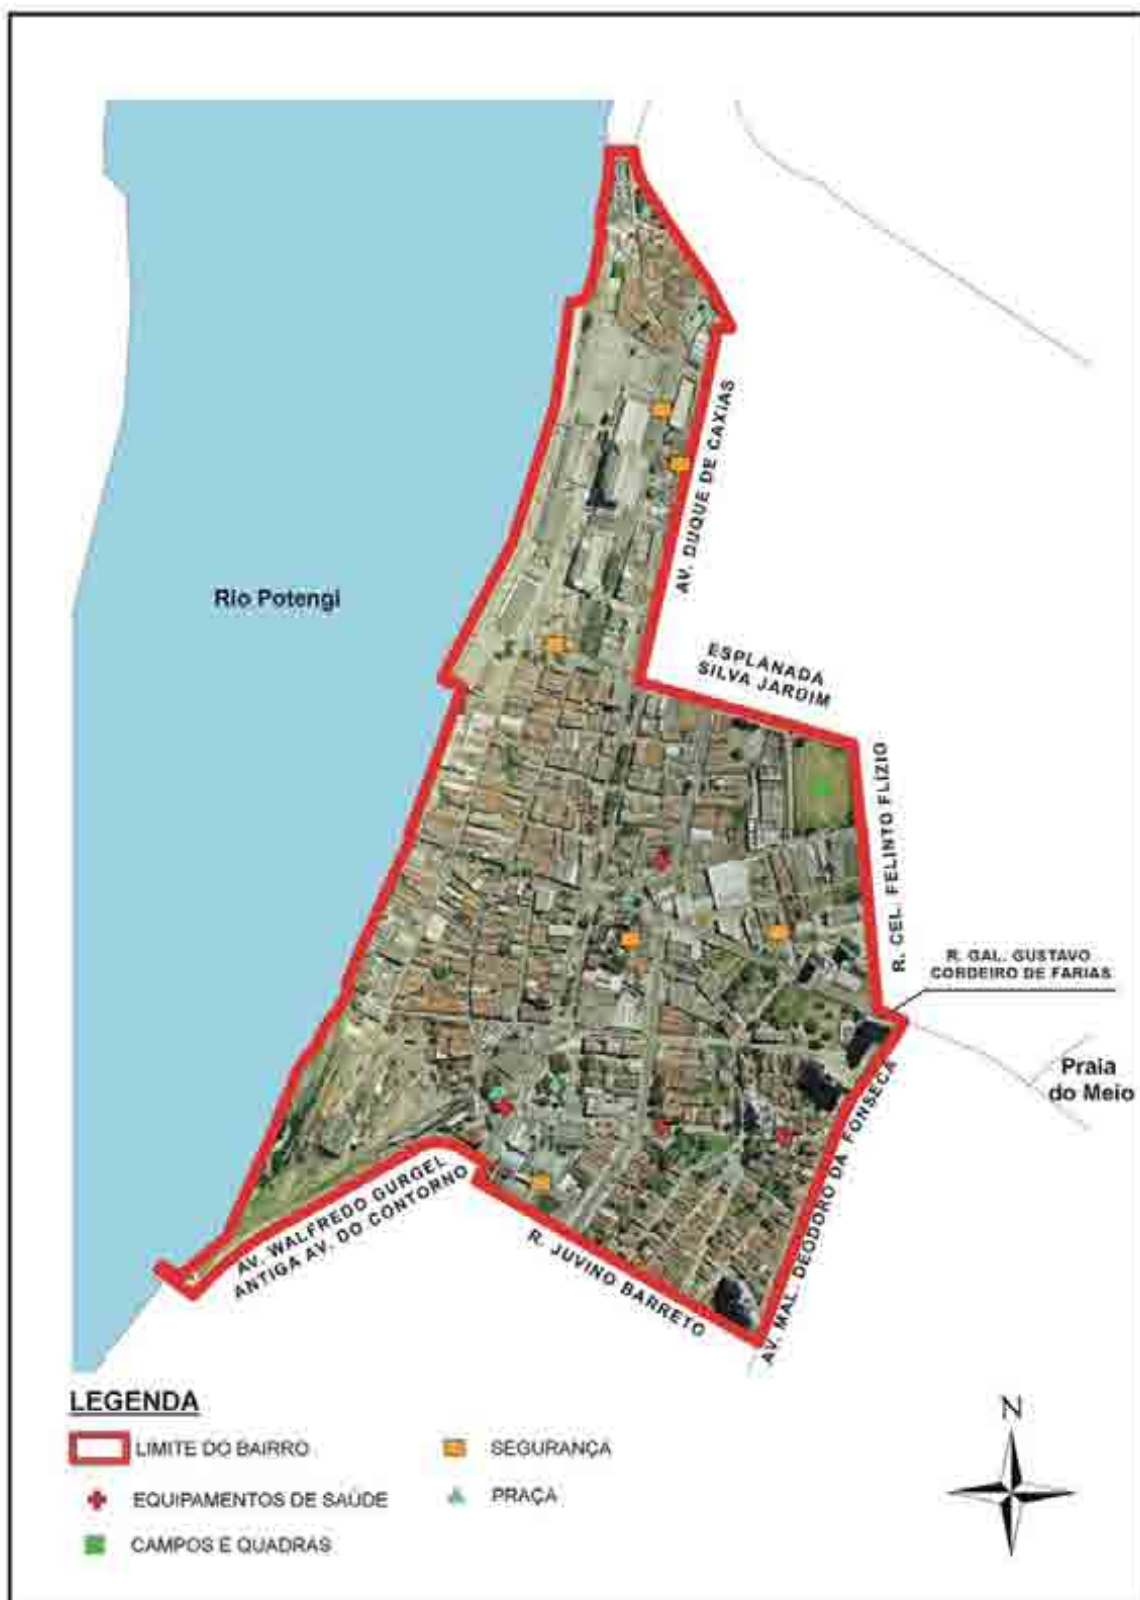 AV. DUQUE DE CAXIAS
Rio Potengi
ESPLANADA
SILVA JARDIM
R. CEL. FELINTO FLÍZIO
R. GAL. GUSTAVO
CORDEIRO DE FARIAS
Praia
do Meio
AV. MAL. DEODORO DA FONSECA
AV. WALFREDO GURGEL
ANTIGA AV. DO CONTORNO
R. JUVINO BARRETO
LEGENDA
LIMITE DO BAIRRO
SEGURANÇA
EQUIPAMENTOS DE SAÚDE
PRAÇA
CAMPOS E QUADRAS
N